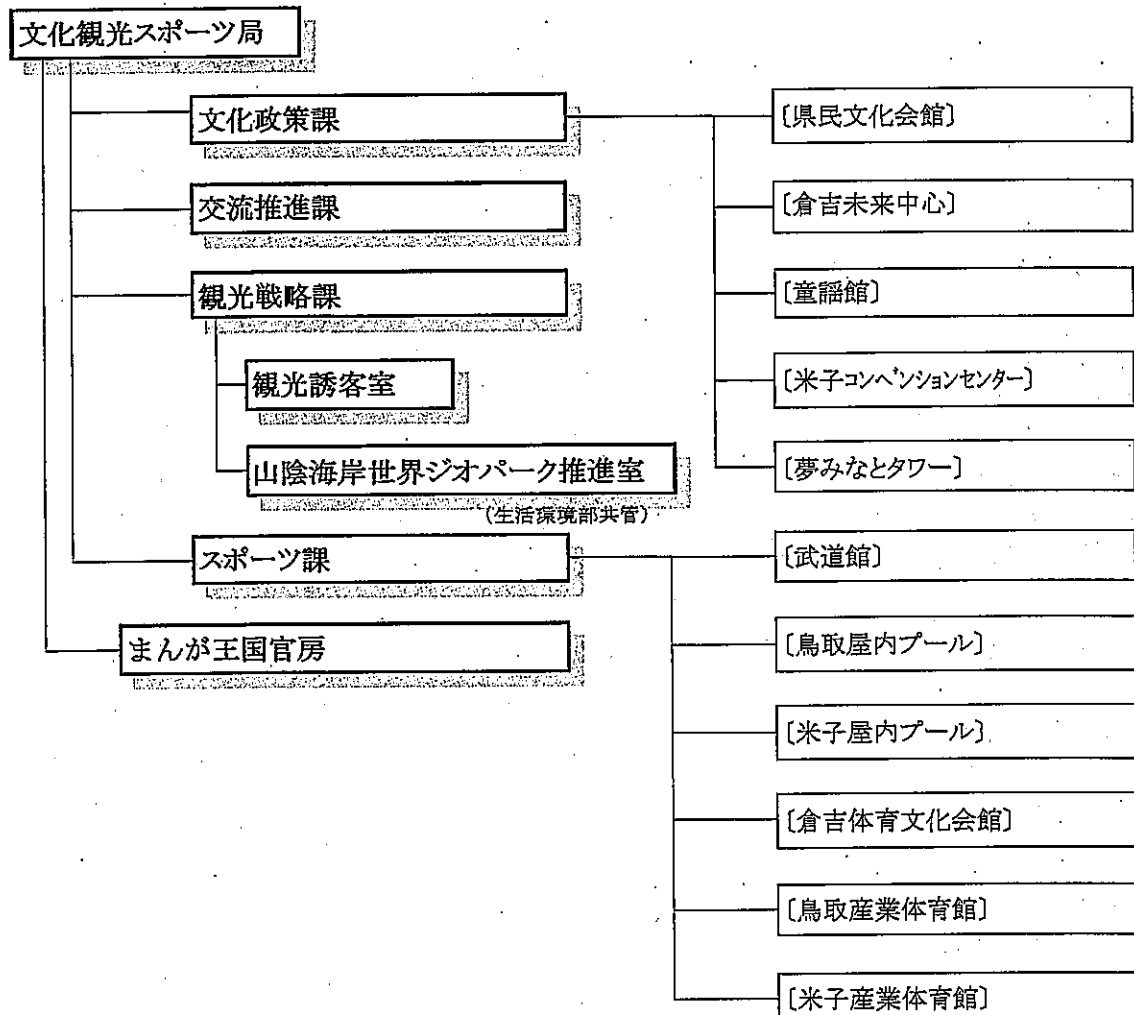 文化観光スポーツ局
文化政策課
〔県民文化会館〕
〔倉吉未来中心〕
〔童謡館〕
〔米子コンベンションセンター〕
〔夢みなとタワー〕
交流推進課
観光戦略課
観光誘客室
山陰海岸世界ジオパーク推進室
(生活環境部共管)
スポーツ課
〔武道館〕
〔鳥取屋内プール〕
〔米子屋内プール〕
〔倉吉体育文化会館〕
〔鳥取産業体育館〕
〔米子産業体育館〕
まんが王国官房